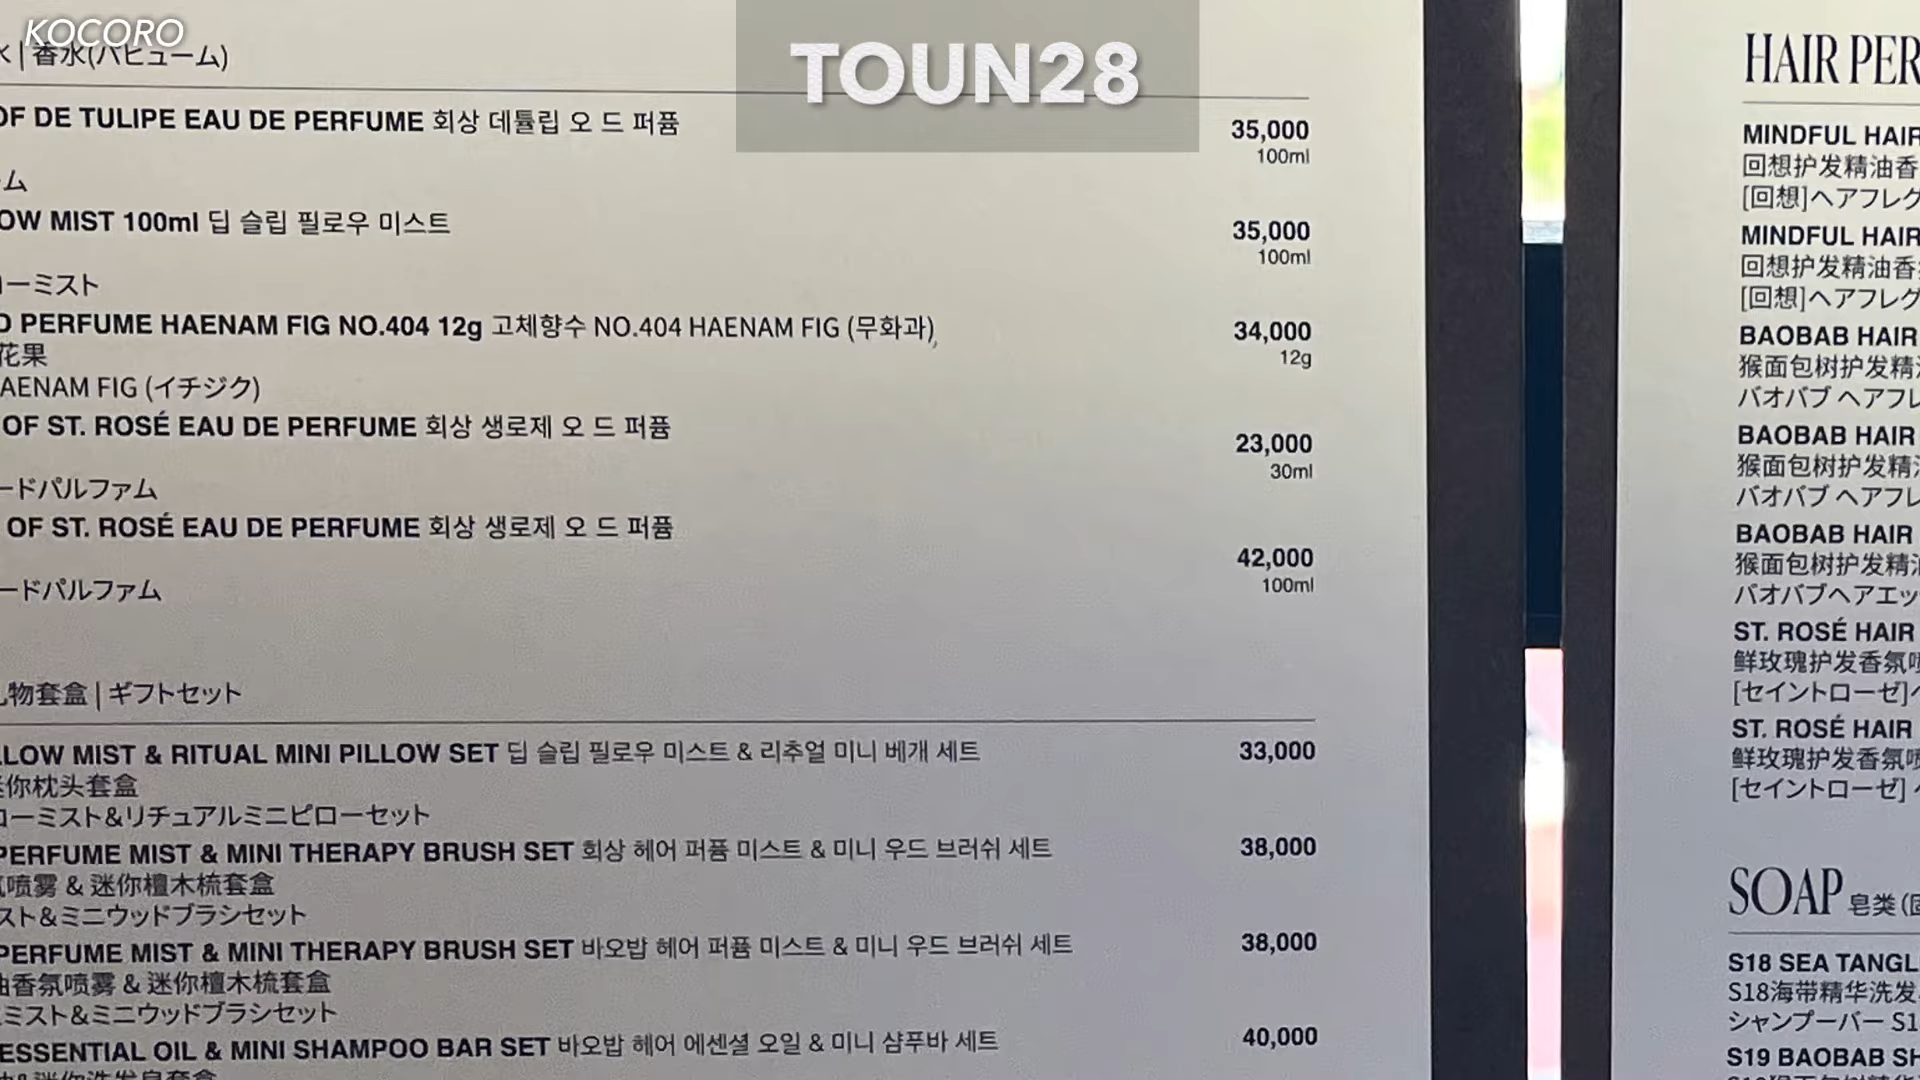 KOCORO
TOUN28
香水(パヒューム)
OF DE TULIPE EAU DE PERFUME 회상 데튤립 오 드 퍼퓸
35,000
100ml
ーム
OW MIST 100ml 딥 슬립 필로우 미스트
35,000
100ml
ローミスト
D PERFUME HAENAM FIG NO.404 12g 고체향수 NO.404 HAENAM FIG (무화과)
34,000
12g
花果
HAENAM FIG (イチジク)
OF ST. ROSÉ EAU DE PERFUME 회상 생로제 오 드 퍼퓸
23,000
30ml
ードパルファム
OF ST. ROSÉ EAU DE PERFUME 회상 생로제 오 드 퍼퓸
42,000
100ml
ードパルファム
礼物套盒 | ギフトセット
LLOW MIST & RITUAL MINI PILLOW SET 딥 슬립 필로우 미스트 & 리추얼 미니 베개 세트
33,000
迷你枕头套盒
ローミスト&リチュアルミニピローセット
PERFUME MIST & MINI THERAPY BRUSH SET 회상 헤어 퍼퓸 미스트 & 미니 우드 브러쉬 세트
38,000
氛喷雾 & 迷你檀木梳套盒
スト&ミニウッドブラシセット
PERFUME MIST & MINI THERAPY BRUSH SET 바오밥 헤어 퍼퓸 미스트 & 미니 우드 브러쉬 세트
38,000
油香氛喷雾 & 迷你檀木梳套盒
ミスト&ミニウッドブラシセット
ESSENTIAL OIL & MINI SHAMPOO BAR SET 바오밥 헤어 에센셜 오일 & 미니 샴푸바 세트
40,000
HAIR PER
MINDFUL HAIR
回想护发精油香
[回想]ヘアフレグ
MINDFUL HAIR
回想护发精油香
[回想]ヘアフレグ
BAOBAB HAIR
猴面包树护发精
バオバブ ヘアフレ
BAOBAB HAIR
猴面包树护发精
バオバブ ヘアフレ
BAOBAB HAIR
猴面包树护发精
バオバブヘアエッ
ST. ROSÉ HAIR
鲜玫瑰护发香氛
[セイントローゼ]
ST. ROSÉ HAIR
鲜玫瑰护发香氛
[セイントローゼ]
SOAP 皂类
S18 SEA TANGL
S18海带精华洗发
シャンプーバー S1
S19 BAOBAB SH